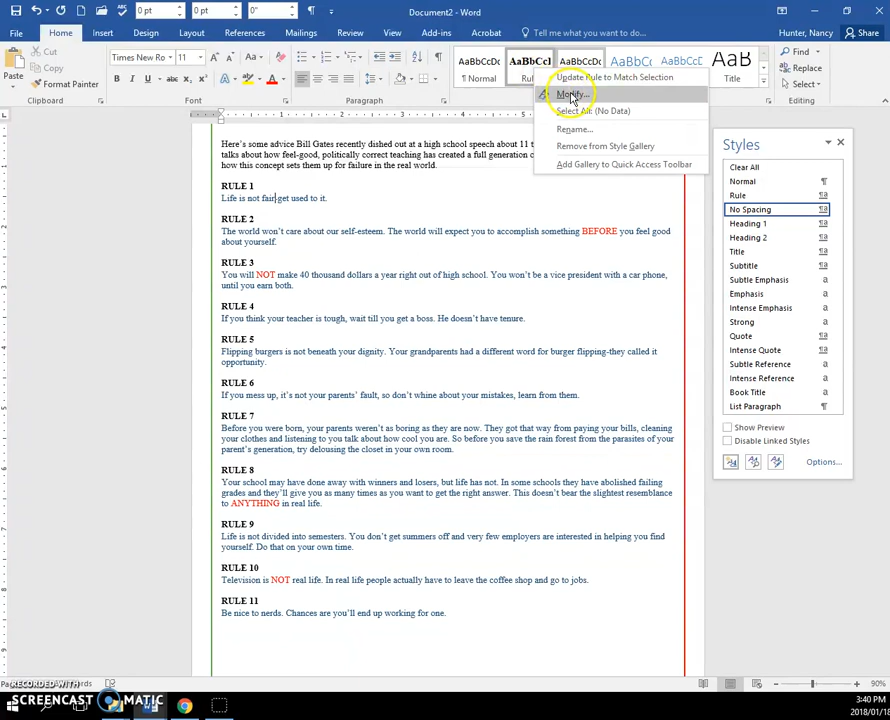 0 pt
0 pt
0"
Document2 - Word
Hunter, Nancy
File
Home
Insert
Design
Layout
References
Mailings
Review
View
Add-ins
Acrobat
Tell me what you want to do
Share
Paste
Cut
Copy
Format Painter
Clipboard
Times New Ro
11
Font
Paragraph
AaBbCcDc
AaBbCcI
AaBbCcDc
AaBbCc
AaBbCcC
AaB
¶ Normal
Title
Find
Replace
Select
Editing
Update Rule to Match Selection
Modify...
Select All: (No Data)
Rename...
Remove from Style Gallery
Add Gallery to Quick Access Toolbar
Here's some advice Bill Gates recently dished out at a high school speech about 11 t
talks about how feel-good, politically correct teaching has created a full generation o
how this concept sets them up for failure in the real world.
RULE 1
Life is not fair-get used to it.
RULE 2
The world won't care about our self-esteem. The world will expect you to accomplish something BEFORE you feel good
about yourself.
RULE 3
You will NOT make 40 thousand dollars a year right out of high school. You won't be a vice president with a car phone,
until you earn both.
RULE 4
If you think your teacher is tough, wait till you get a boss. He doesn't have tenure.
RULE 5
Flipping burgers is not beneath your dignity. Your grandparents had a different word for burger flipping-they called it
opportunity.
RULE 6
If you mess up, it's not your parents' fault, so don't whine about your mistakes, learn from them.
RULE 7
Before you were born, your parents weren't as boring as they are now. They got that way from paying your bills, cleaning
your clothes and listening to you talk about how cool you are. So before you save the rain forest from the parasites of your
parent's generation, try delousing the closet in your own room.
RULE 8
Your school may have done away with winners and losers, but life has not. In some schools they have abolished failing
grades and they'll give you as many times as you want to get the right answer. This doesn't bear the slightest resemblance
to ANYTHING in real life.
RULE 9
Life is not divided into semesters. You don't get summers off and very few employers are interested in helping you find
yourself. Do that on your own time.
RULE 10
Television is NOT real life. In real life people actually have to leave the coffee shop and go to jobs.
RULE 11
Be nice to nerds. Chances are you'll end up working for one.
Styles
Clear All
Normal
Rule
No Spacing
Heading 1
Heading 2
Title
Subtitle
Subtle Emphasis
Emphasis
Intense Emphasis
Strong
Quote
Intense Quote
Subtle Reference
Intense Reference
Book Title
List Paragraph
Show Preview
Disable Linked Styles
Options...
90%
RECORDED WITH
SCREENCAST MATIC
3:40 PM
2018/01/18